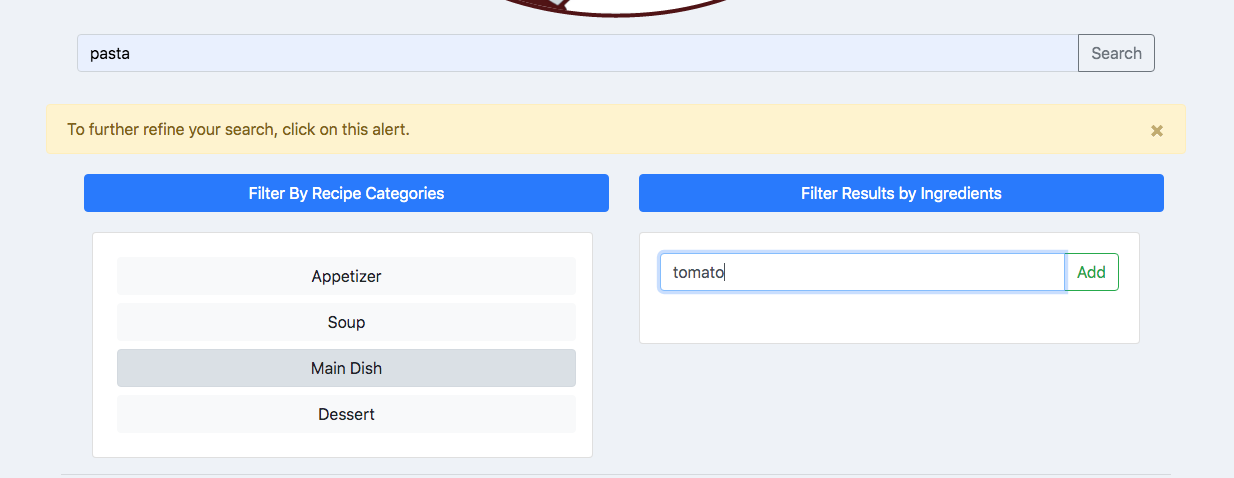 pasta
Search
To further refine your search, click on this alert.
×
Filter By Recipe Categories
Filter Results by Ingredients
Appetizer
Soup
Main Dish
Dessert
tomato
Add